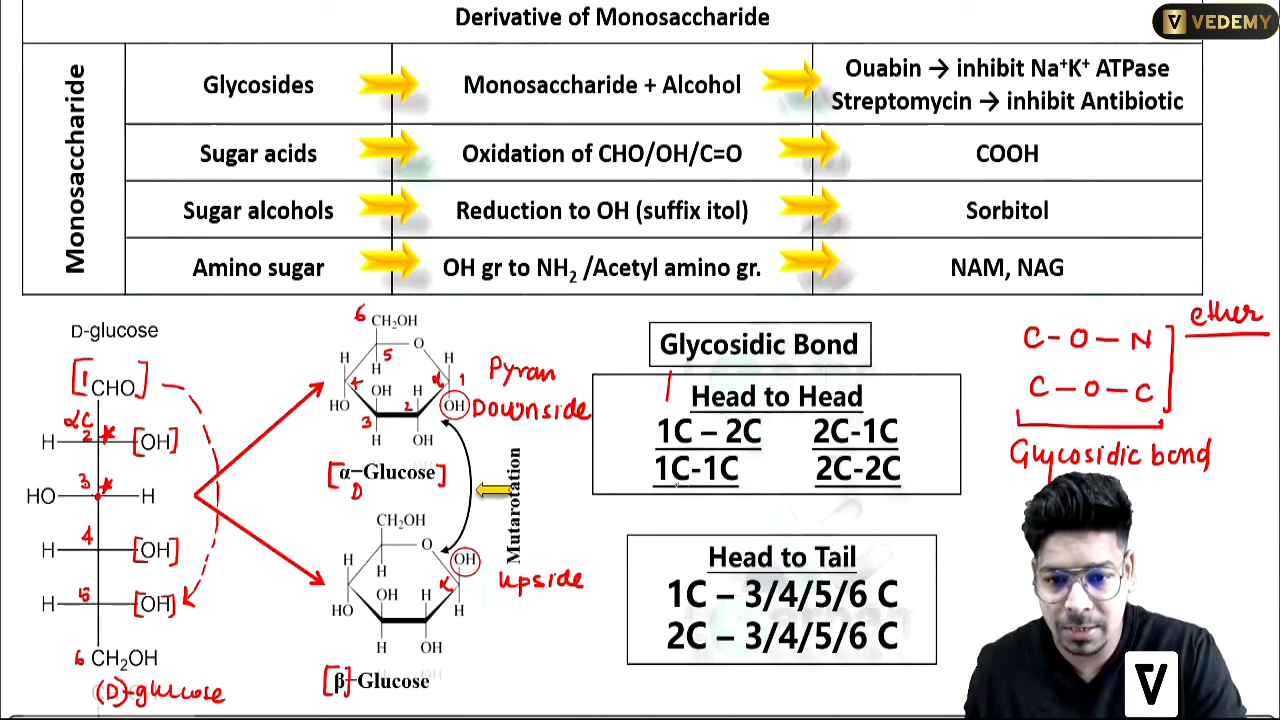 Derivative of Monosaccharide
VEDEMY
Monosaccharide
Glycosides
Monosaccharide + Alcohol
Ouabin → inhibit Na⁺K⁺ ATPase
Streptomycin → inhibit Antibiotic
Sugar acids
Oxidation of CHO/OH/C=O
COOH
Sugar alcohols
Reduction to OH (suffix itol)
Sorbitol
Amino sugar
OH gr to NH₂ /Acetyl amino gr.
NAM, NAG
D-glucose
[1 CHO]
αC
H 2 [OH]
HO 3 H
H 4 [OH]
H 5 [OH]
6 CH₂OH
(D)-glucose
6 CH₂OH
5 O
H H H
OH H 1
HO OH
3 2
H OH
Pyran
Downside
[α-Glucose]
D
Mutarotation
CH₂OH
O OH
H H
OH H
HO H
H OH
Upside
[β]-Glucose
Glycosidic Bond
Head to Head
1C – 2C 2C-1C
1C-1C 2C-2C
Head to Tail
1C – 3/4/5/6 C
2C – 3/4/5/6 C
ether
C-O-N
C-O-C
Glycosidic bond